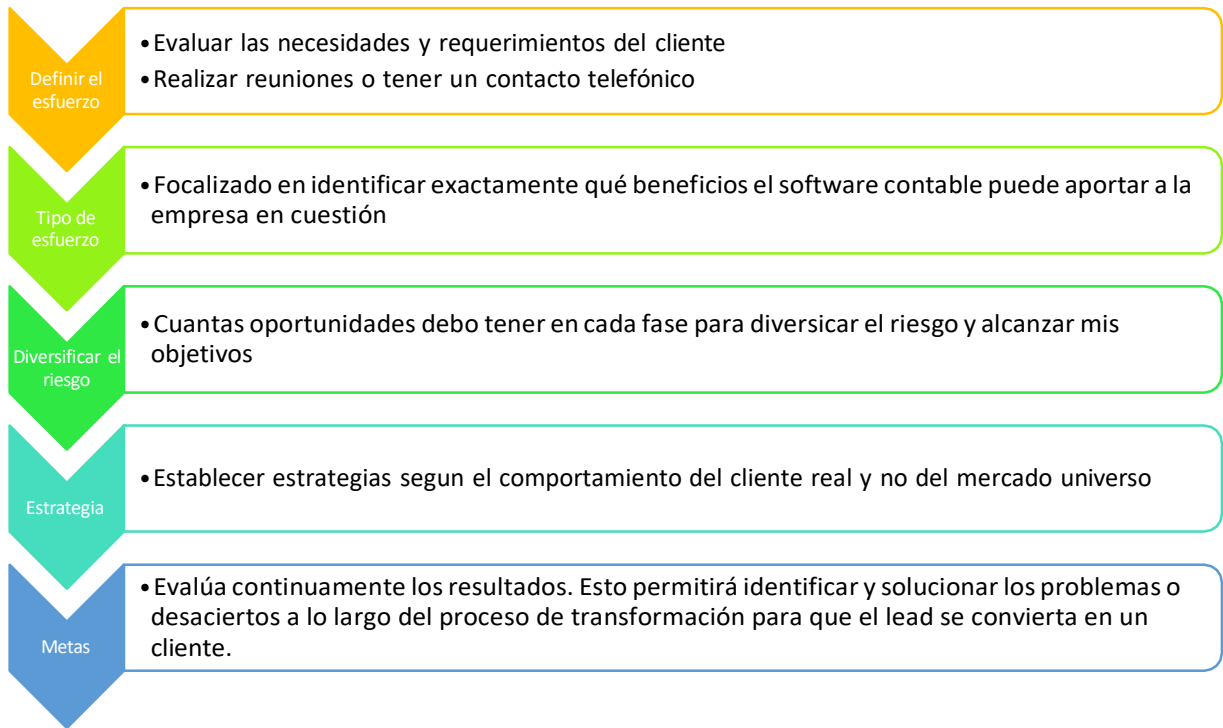 Definir el
esfuerzo
•Evaluar las necesidades y requerimientos del cliente
•Realizar reuniones o tener un contacto telefónico
Tipo de
esfuerzo
•Focalizado en identificar exactamente qué beneficios el software contable puede aportar a la
empresa en cuestión
Diversificar el
riesgo
•Cuantas oportunidades debo tener en cada fase para diversicar el riesgo y alcanzar mis
objetivos
Estrategia
•Establecer estrategias segun el comportamiento del cliente real y no del mercado universo
Metas
•Evalúa continuamente los resultados. Esto permitirá identificar y solucionar los problemas o
desaciertos a lo largo del proceso de transformación para que el lead se convierta en un
cliente.